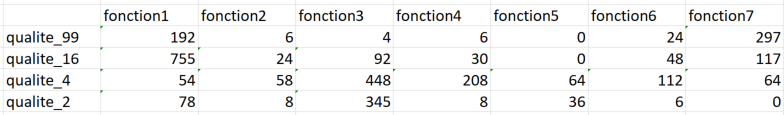 fonction1 fonction2 fonction3 fonction4 fonction5 fonction6 fonction7
qualite_99 192 6 4 6 0 24 297
qualite_16 755 24 92 30 0 48 117
qualite_4 54 58 448 208 64 112 64
qualite_2 78 8 345 8 36 6 0